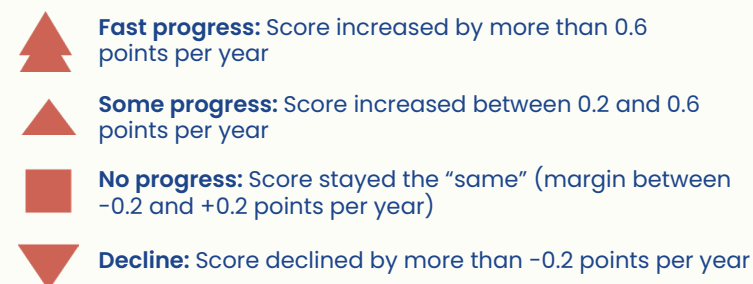 Fast progress: Score increased by more than 0.6
points per year
Some progress: Score increased between 0.2 and 0.6
points per year
No progress: Score stayed the “same” (margin between
-0.2 and +0.2 points per year)
Decline: Score declined by more than -0.2 points per year